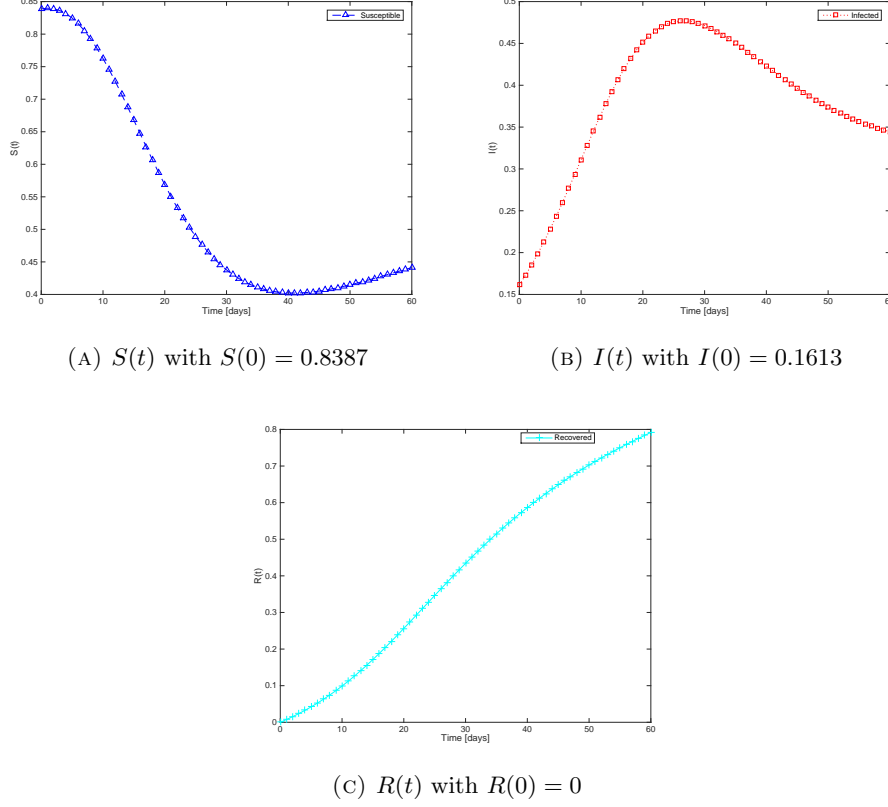 0.85
0.8
0.75
0.7
0.65
0.6
0.55
0.5
0.45
0.4
S(t)
Susceptible
0 10 20 30 40 50 60
Time [days]
(A) S(t) with S(0) = 0.8387
0.5
0.45
0.4
0.35
0.3
0.25
0.2
0.15
I(t)
Infected
0 10 20 30 40 50 60
Time [days]
(B) I(t) with I(0) = 0.1613
0.8
0.7
0.6
0.5
0.4
0.3
0.2
0.1
0
R(t)
Recovered
10 20 30 40 50 60
Time [days]
(C) R(t) with R(0) = 0